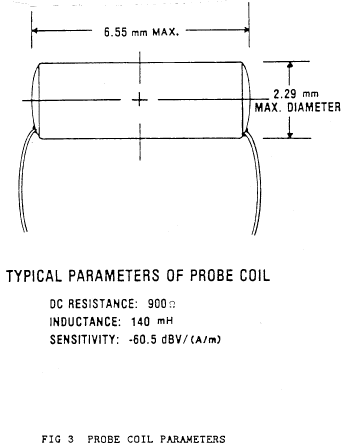 6.55 mm MAX.
2.29 mm
MAX. DIAMETER
TYPICAL PARAMETERS OF PROBE COIL
DC RESISTANCE: 900Ω
INDUCTANCE: 140 mH
SENSITIVITY: -60.5 dBV/(A/m)
FIG 3 PROBE COIL PARAMETERS